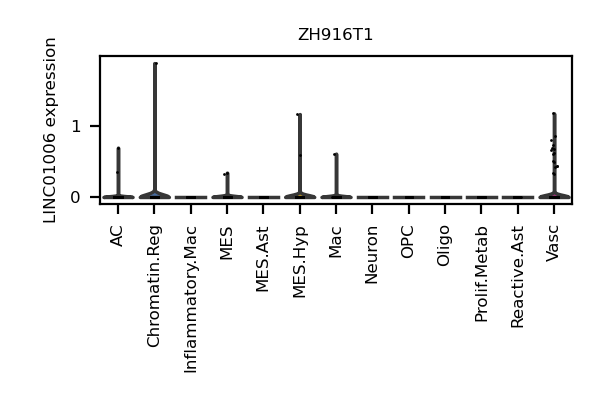 ZH916T1
LINC01006 expression
1
0
AC
Chromatin.Reg
Inflammatory.Mac
MES
MES.Ast
MES.Hyp
Mac
Neuron
OPC
Oligo
Prolif.Metab
Reactive.Ast
Vasc